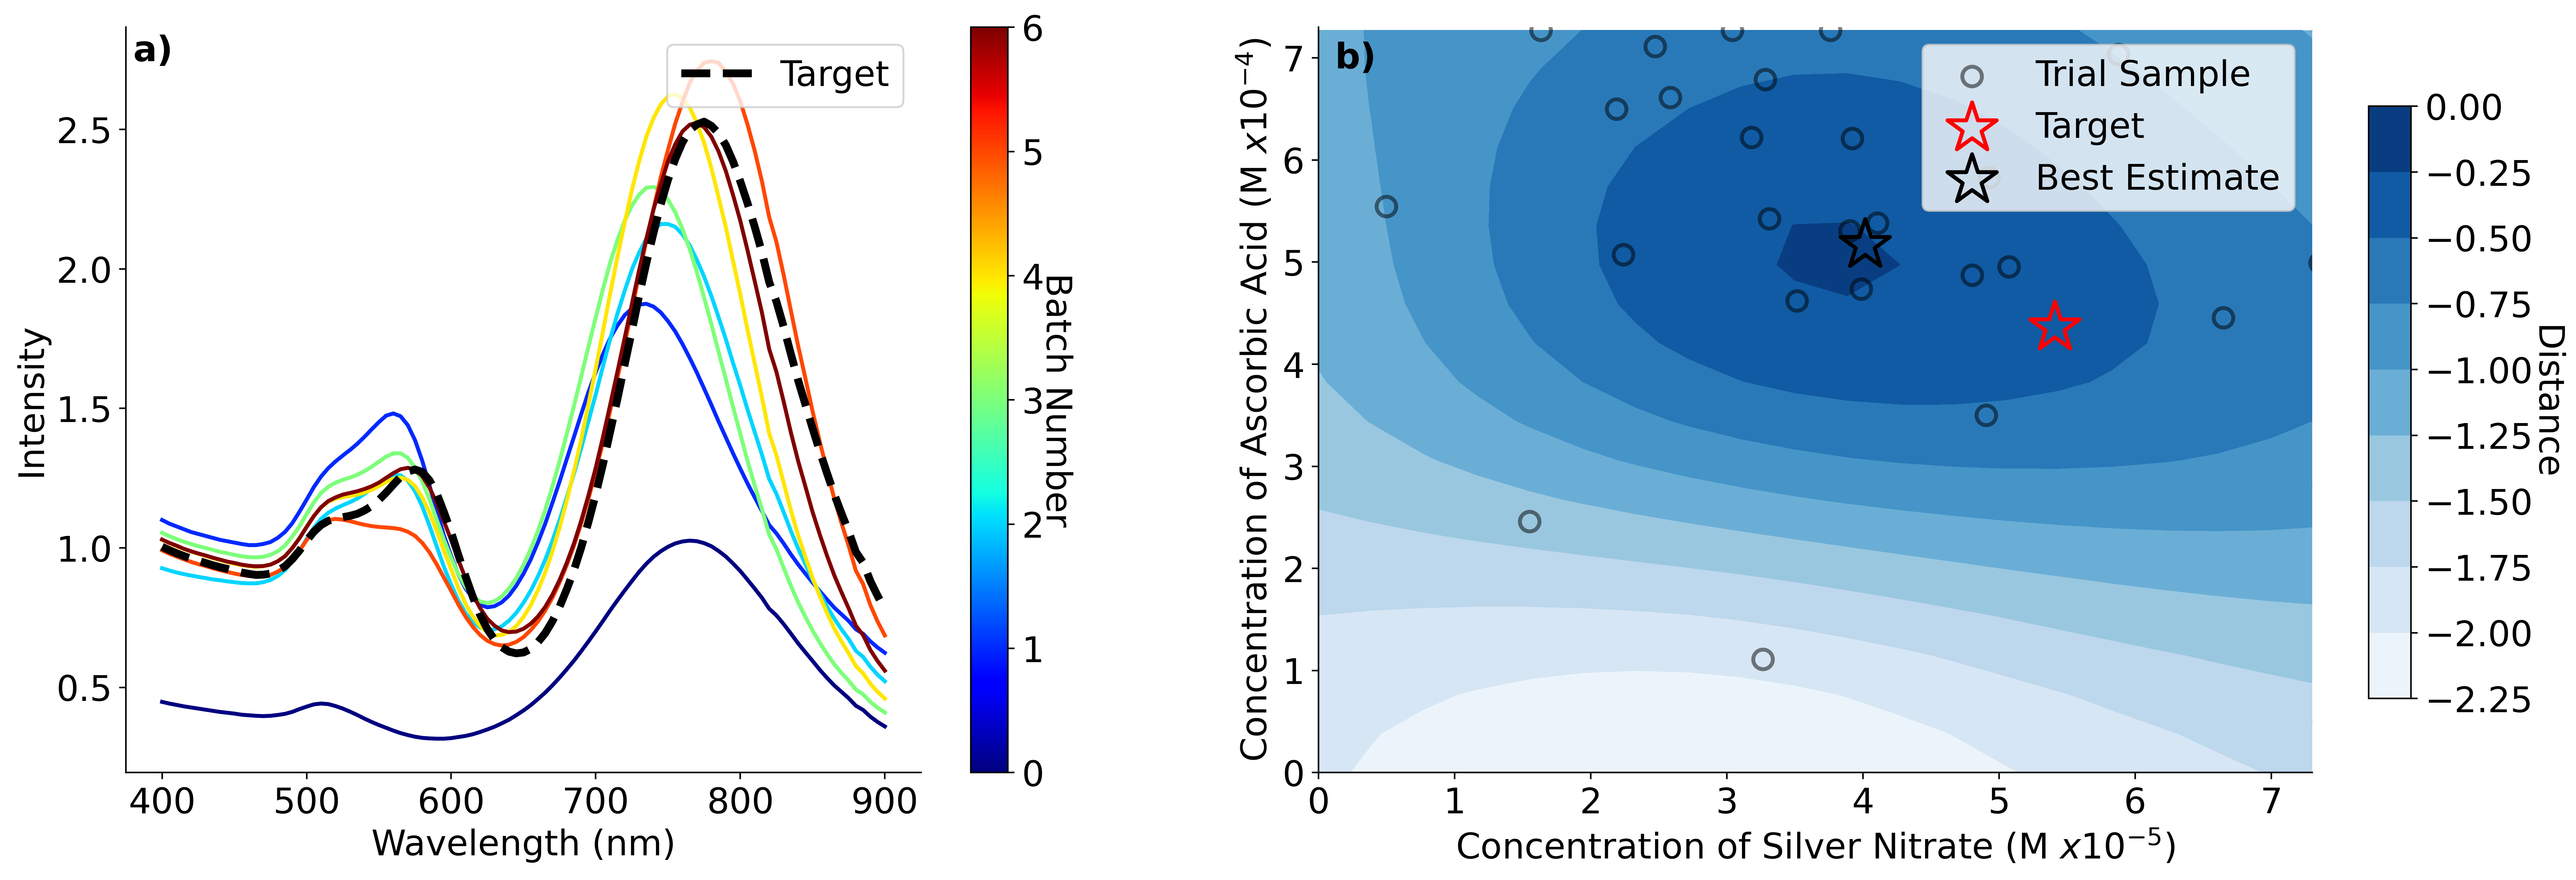 a)
Target
Intensity
2.5
2.0
1.5
1.0
0.5
400 500 600 700 800 900
Wavelength (nm)
6
5
4
3
2
1
0
Batch Number
b)
Trial Sample
Target
Best Estimate
Concentration of Ascorbic Acid (M x10⁻⁴)
7
6
5
4
3
2
1
0
0 1 2 3 4 5 6 7
Concentration of Silver Nitrate (M x10⁻⁵)
0.00
−0.25
−0.50
−0.75
−1.00
−1.25
−1.50
−1.75
−2.00
−2.25
Distance